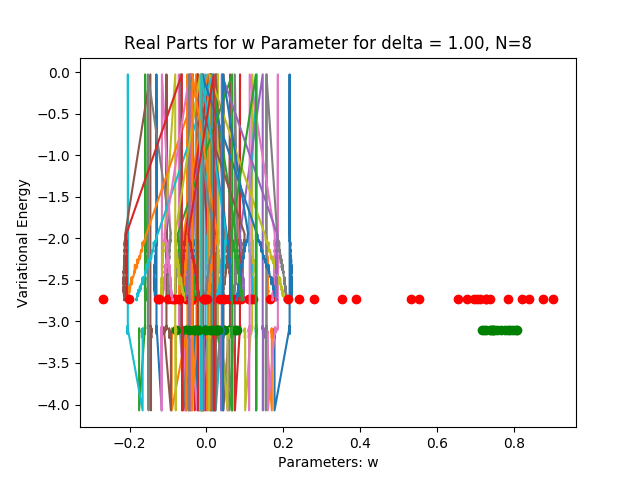 Real Parts for w Parameter for delta = 1.00, N=8
Variational Energy
0.0
−0.5
−1.0
−1.5
−2.0
−2.5
−3.0
−3.5
−4.0
−0.2 0.0 0.2 0.4 0.6 0.8
Parameters: w